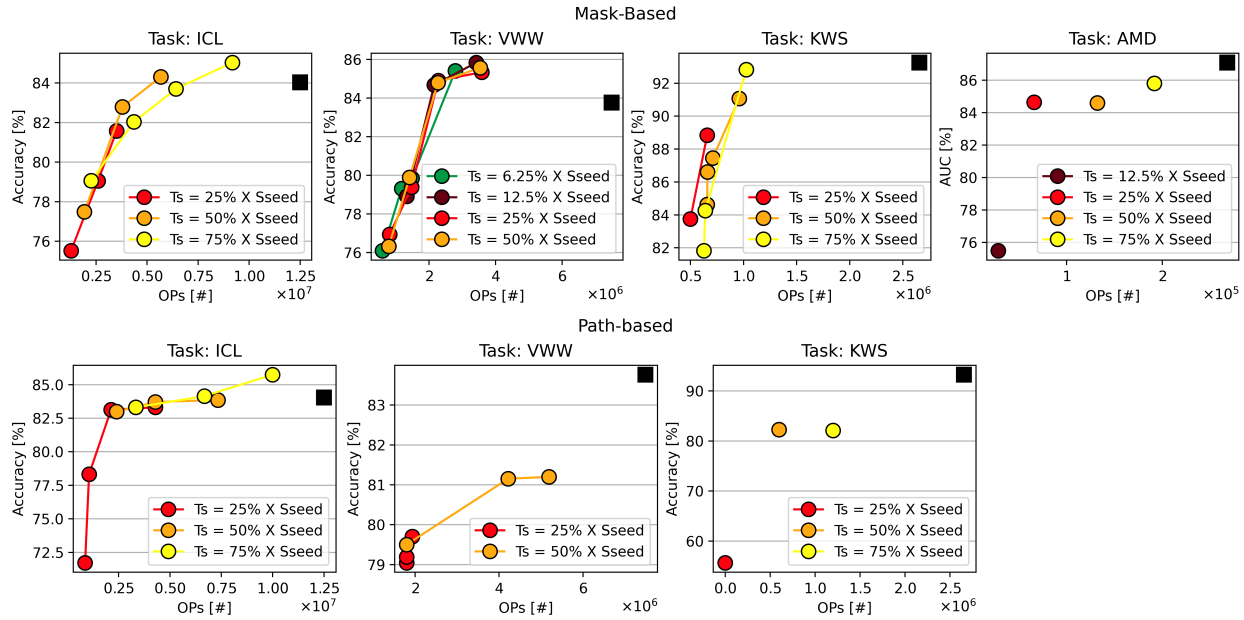 Mask-Based
Task: ICL
Accuracy [%]
84
82
80
78
76
Ts = 25% X Sseed
Ts = 50% X Sseed
Ts = 75% X Sseed
0.25
0.50
0.75
1.00
1.25
OPs [#]
×10⁷
Task: VWW
Accuracy [%]
86
84
82
80
78
76
Ts = 6.25% X Sseed
Ts = 12.5% X Sseed
Ts = 25% X Sseed
Ts = 50% X Sseed
2
4
6
OPs [#]
×10⁶
Task: KWS
Accuracy [%]
92
90
88
86
84
82
Ts = 25% X Sseed
Ts = 50% X Sseed
Ts = 75% X Sseed
0.5
1.0
1.5
2.0
2.5
OPs [#]
×10⁶
Task: AMD
AUC [%]
86
84
82
80
78
76
Ts = 12.5% X Sseed
Ts = 25% X Sseed
Ts = 50% X Sseed
Ts = 75% X Sseed
1
2
OPs [#]
×10⁵
Path-based
Task: ICL
Accuracy [%]
85.0
82.5
80.0
77.5
75.0
72.5
Ts = 25% X Sseed
Ts = 50% X Sseed
Ts = 75% X Sseed
0.25
0.50
0.75
1.00
1.25
OPs [#]
×10⁷
Task: VWW
Accuracy [%]
83
82
81
80
79
Ts = 25% X Sseed
Ts = 50% X Sseed
2
4
6
OPs [#]
×10⁶
Task: KWS
Accuracy [%]
90
80
70
60
Ts = 25% X Sseed
Ts = 50% X Sseed
Ts = 75% X Sseed
0.0
0.5
1.0
1.5
2.0
2.5
OPs [#]
×10⁶